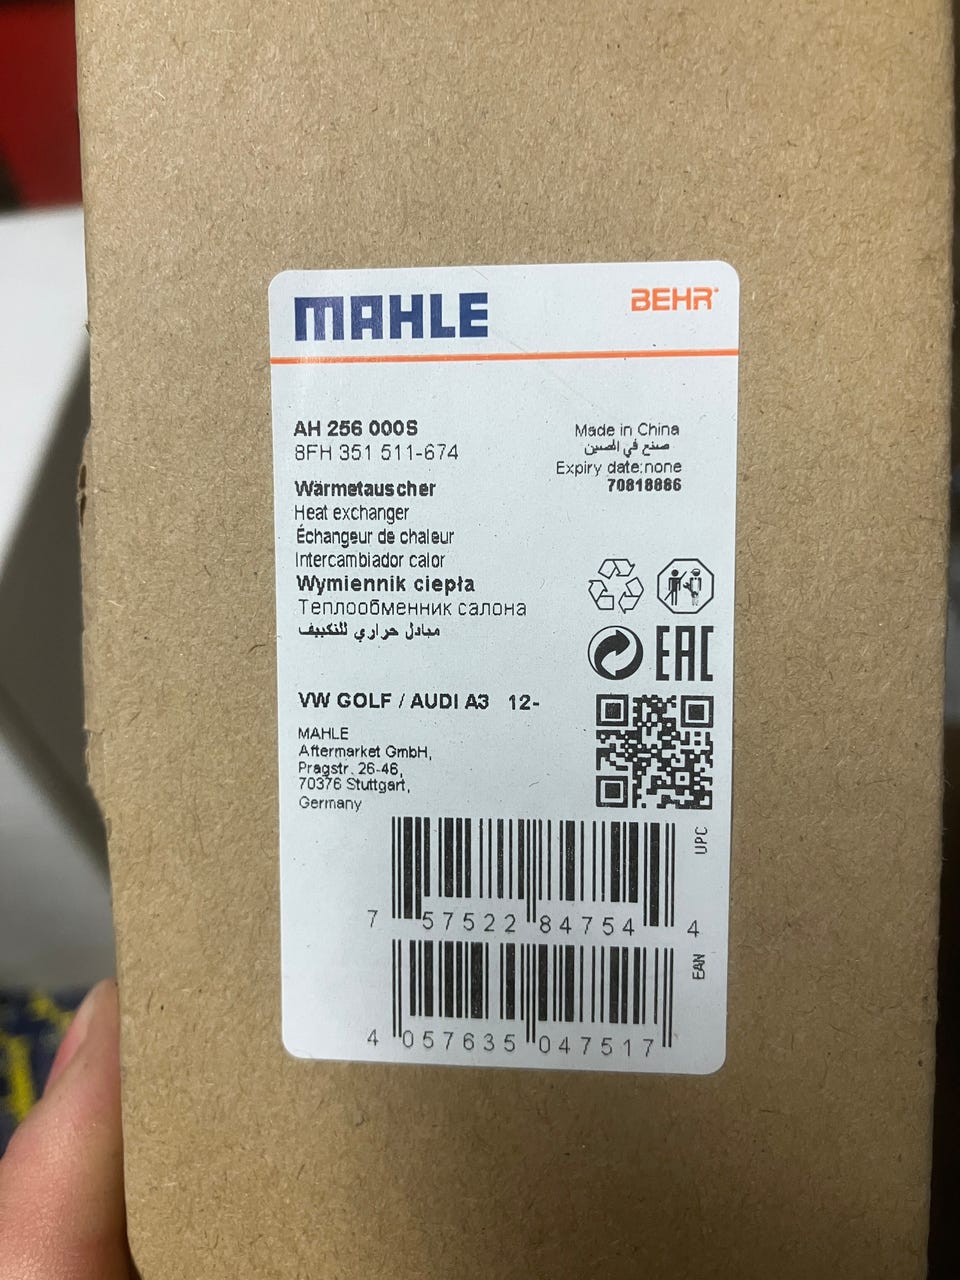 MAHLE
BEHR
AH 256 000S
8FH 351 511-674
Made in China
صنع في الصين
Expiry date:none
70818886
Wärmetauscher
Heat exchanger
Échangeur de chaleur
Intercambiador calor
Wymiennik ciepła
Теплообменник салона
مبادل حراري للتكييف
EAC
VW GOLF / AUDI A3 12-
MAHLE
Aftermarket GmbH,
Pragstr. 26-46,
70376 Stuttgart,
Germany
UPC
7 57522 84754 4
EAN
4 057635 047517